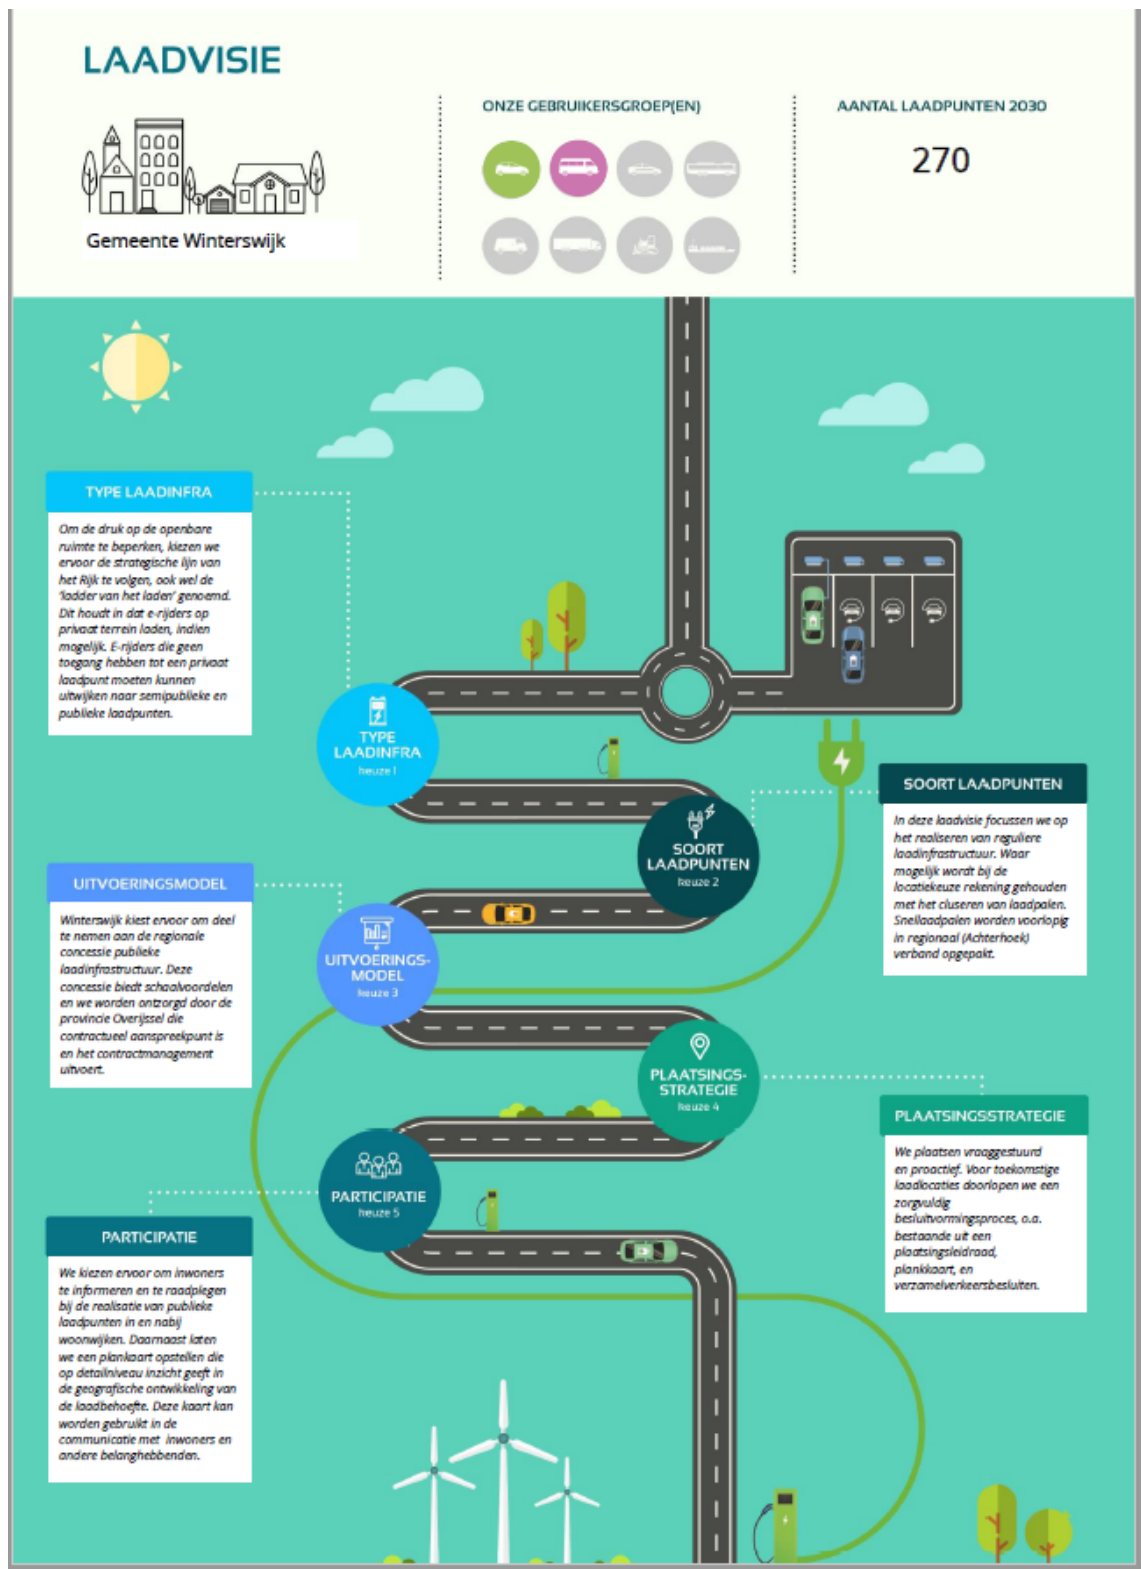 LAADVISIE
Gemeente Winterswijk
ONZE GEBRUIKERSGROEP(EN)
AANTAL LAADPUNTEN 2030
270
TYPE LAADINFRA
Om de druk op de openbare
ruimte te beperken, kiezen we
ervoor de strategische lijn van
het Rijk te volgen, ook wel de
'ladder van het laden' genoemd.
Dit houdt in dat e-rijders op
privaat terrein laden, indien
mogelijk. E-rijders die geen
toegang hebben tot een privaat
laadpunt moeten kunnen
uitwijken naar semipublieke en
publieke laadpunten.
TYPE
LAADINFRA
keuze 1
SOORT
LAADPUNTEN
keuze 2
SOORT LAADPUNTEN
In deze laadvisie focussen we op
het realiseren van reguliere
laadinfrastructuur. Waar
mogelijk wordt bij de
locatiekeuze rekening gehouden
met het cluseren van laadpalen.
Snellaadpalen worden voorlopig
in regionaal (Achterhoek)
verband opgepakt.
UITVOERINGSMODEL
Winterswijk kiest ervoor om deel
te nemen aan de regionale
concessie publieke
laadinfrastructuur. Deze
concessie biedt schaalvoordelen
en we worden ontzorgd door de
provincie Overijssel die
contractueel aanspreekpunt is
en het contractmanagement
uitvoert.
UITVOERINGS-
MODEL
keuze 3
PLAATSINGS-
STRATEGIE
keuze 4
PLAATSINGSSTRATEGIE
We plaatsen vraaggestuurd
en proactief. Voor toekomstige
laadlocaties doorlopen we een
zorgvuldig
besluitvormingsproces, o.a.
bestaande uit een
plaatsingsleidraad,
plankkaart, en
verzamelverkeersbesluiten.
PARTICIPATIE
keuze 5
PARTICIPATIE
We kiezen ervoor om inwoners
te informeren en te raadplegen
bij de realisatie van publieke
laadpunten in en nabij
woonwijken. Daarnaast laten
we een plankaart opstellen die
op detailniveau inzicht geeft in
de geografische ontwikkeling van
de laadbehoefte. Deze kaart kan
worden gebruikt in de
communicatie met inwoners en
andere belanghebbenden.